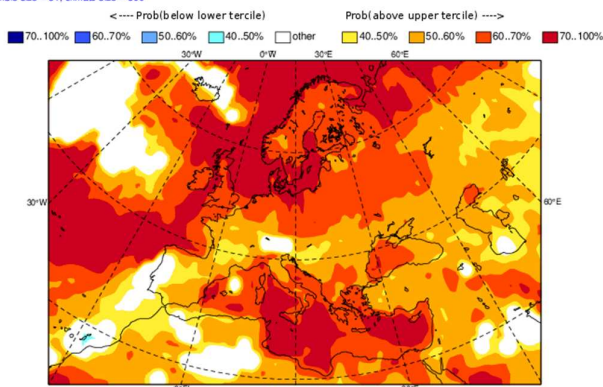 <---- Prob(below lower tercile) Prob(above upper tercile) ---->
70..100% 60..70% 50..60% 40..50% other 40..50% 50..60% 60..70% 70..100%
30°W 0°W 30°E 60°E
30°W 60°E